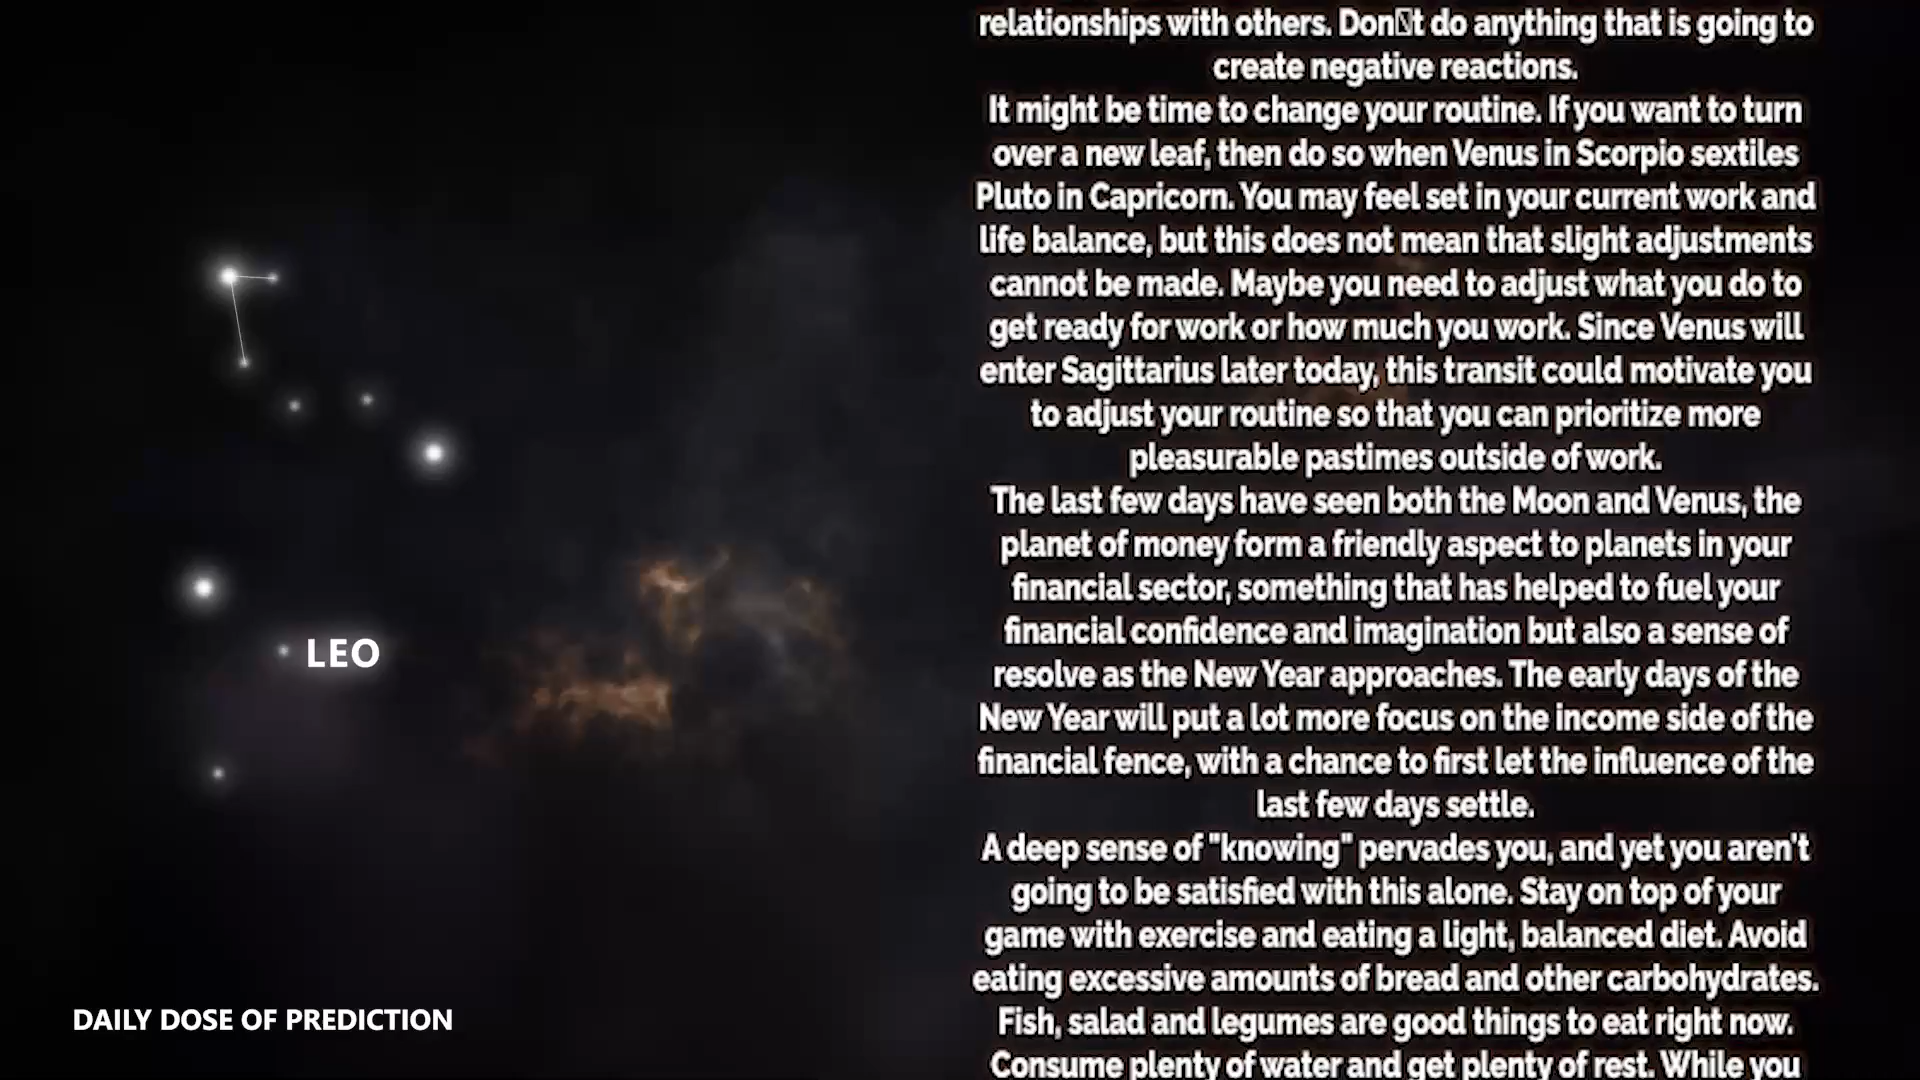 relationships with others. Don▯t do anything that is going to
create negative reactions.
It might be time to change your routine. If you want to turn
over a new leaf, then do so when Venus in Scorpio sextiles
Pluto in Capricorn. You may feel set in your current work and
life balance, but this does not mean that slight adjustments
cannot be made. Maybe you need to adjust what you do to
get ready for work or how much you work. Since Venus will
enter Sagittarius later today, this transit could motivate you
to adjust your routine so that you can prioritize more
pleasurable pastimes outside of work.
The last few days have seen both the Moon and Venus, the
planet of money form a friendly aspect to planets in your
financial sector, something that has helped to fuel your
financial confidence and imagination but also a sense of
resolve as the New Year approaches. The early days of the
New Year will put a lot more focus on the income side of the
financial fence, with a chance to first let the influence of the
last few days settle.
A deep sense of "knowing" pervades you, and yet you aren't
going to be satisfied with this alone. Stay on top of your
game with exercise and eating a light, balanced diet. Avoid
eating excessive amounts of bread and other carbohydrates.
Fish, salad and legumes are good things to eat right now.
Consume plenty of water and get plenty of rest. While you
LEO
DAILY DOSE OF PREDICTION